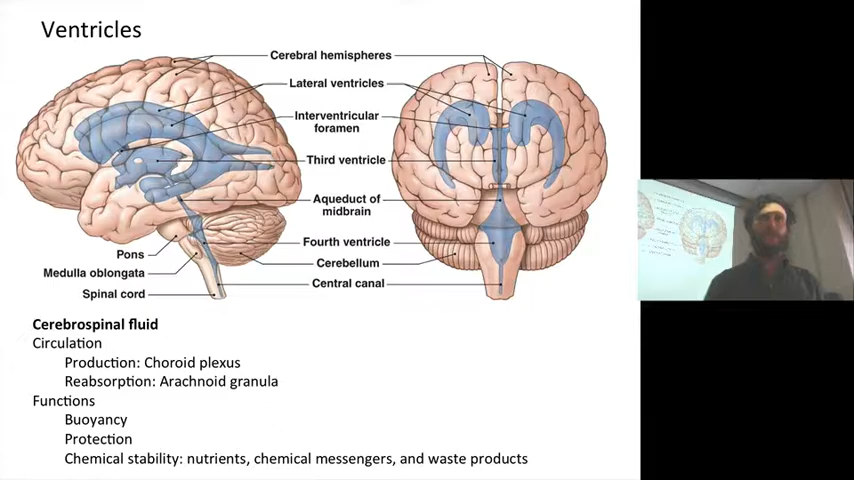 Ventricles
Cerebral hemispheres
Lateral ventricles
Interventricular
foramen
Third ventricle
Aqueduct of
midbrain
Fourth ventricle
Cerebellum
Central canal
Pons
Medulla oblongata
Spinal cord
Cerebrospinal fluid
Circulation
Production: Choroid plexus
Reabsorption: Arachnoid granula
Functions
Buoyancy
Protection
Chemical stability: nutrients, chemical messengers, and waste products